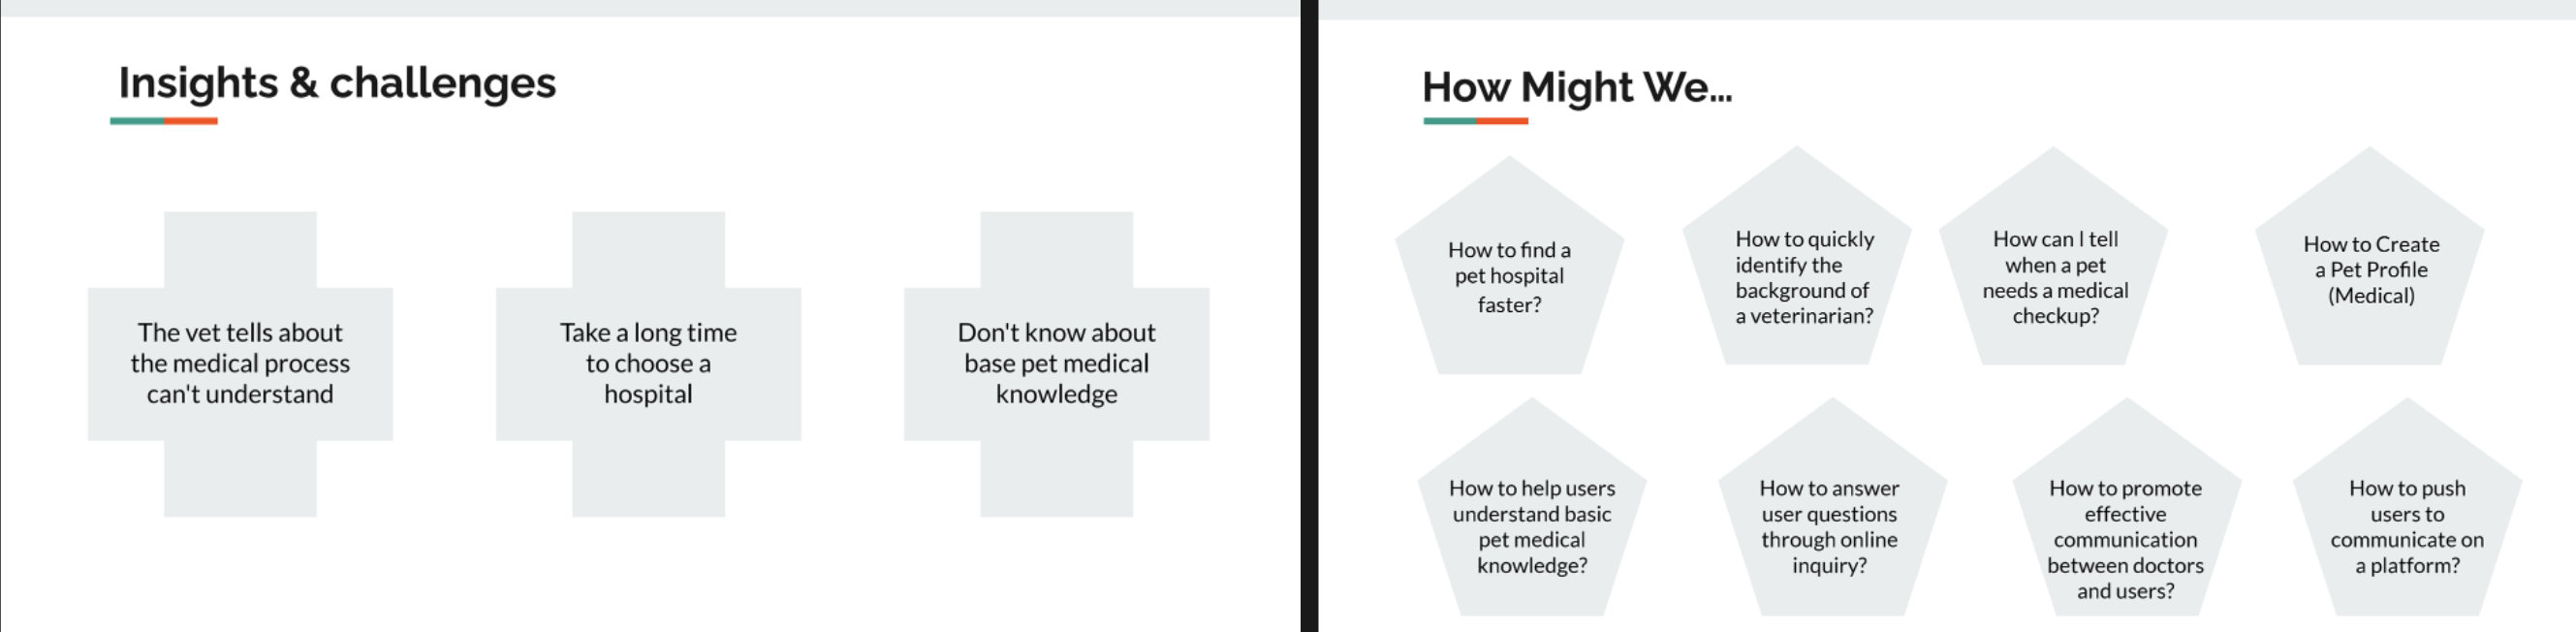 Insights & challenges
The vet tells about
the medical process
can't understand
Take a long time
to choose a
hospital
Don't know about
base pet medical
knowledge
How Might We...
How to find a
pet hospital
faster?
How to quickly
identify the
background of
a veterinarian?
How can I tell
when a pet
needs a medical
checkup?
How to Create
a Pet Profile
(Medical)
How to help users
understand basic
pet medical
knowledge?
How to answer
user questions
through online
inquiry?
How to promote
effective
communication
between doctors
and users?
How to push
users to
communicate on
a platform?